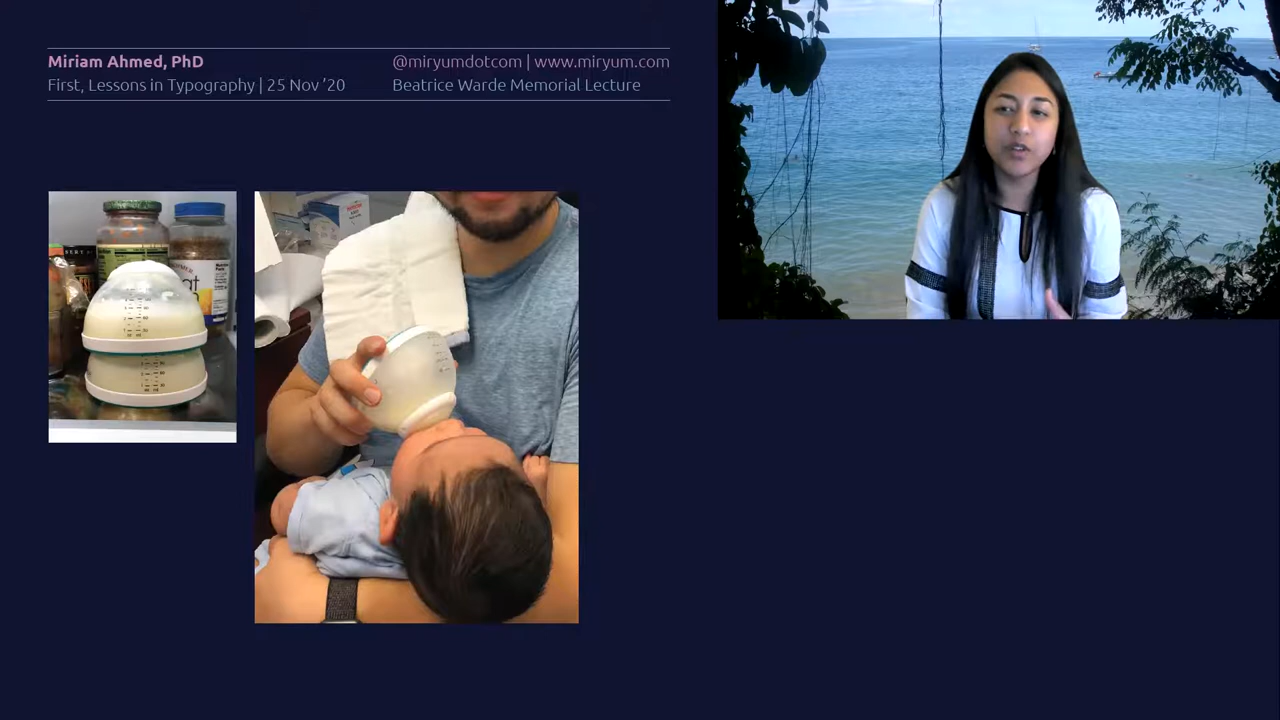 Miriam Ahmed, PhD
First, Lessons in Typography | 25 Nov ’20
@miryumdotcom | www.miryum.com
Beatrice Warde Memorial Lecture